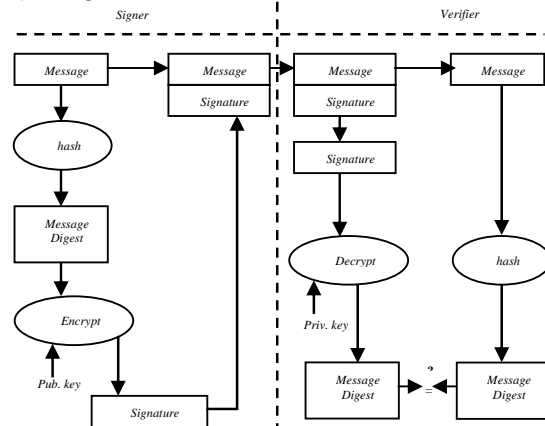 Signer
Verifier
Message
Message
Message
Message
Signature
Signature
hash
Signature
Message
Digest
Decrypt
hash
Encrypt
Priv. key
Pub. key
Message
Digest
?
=
Message
Digest
Signature